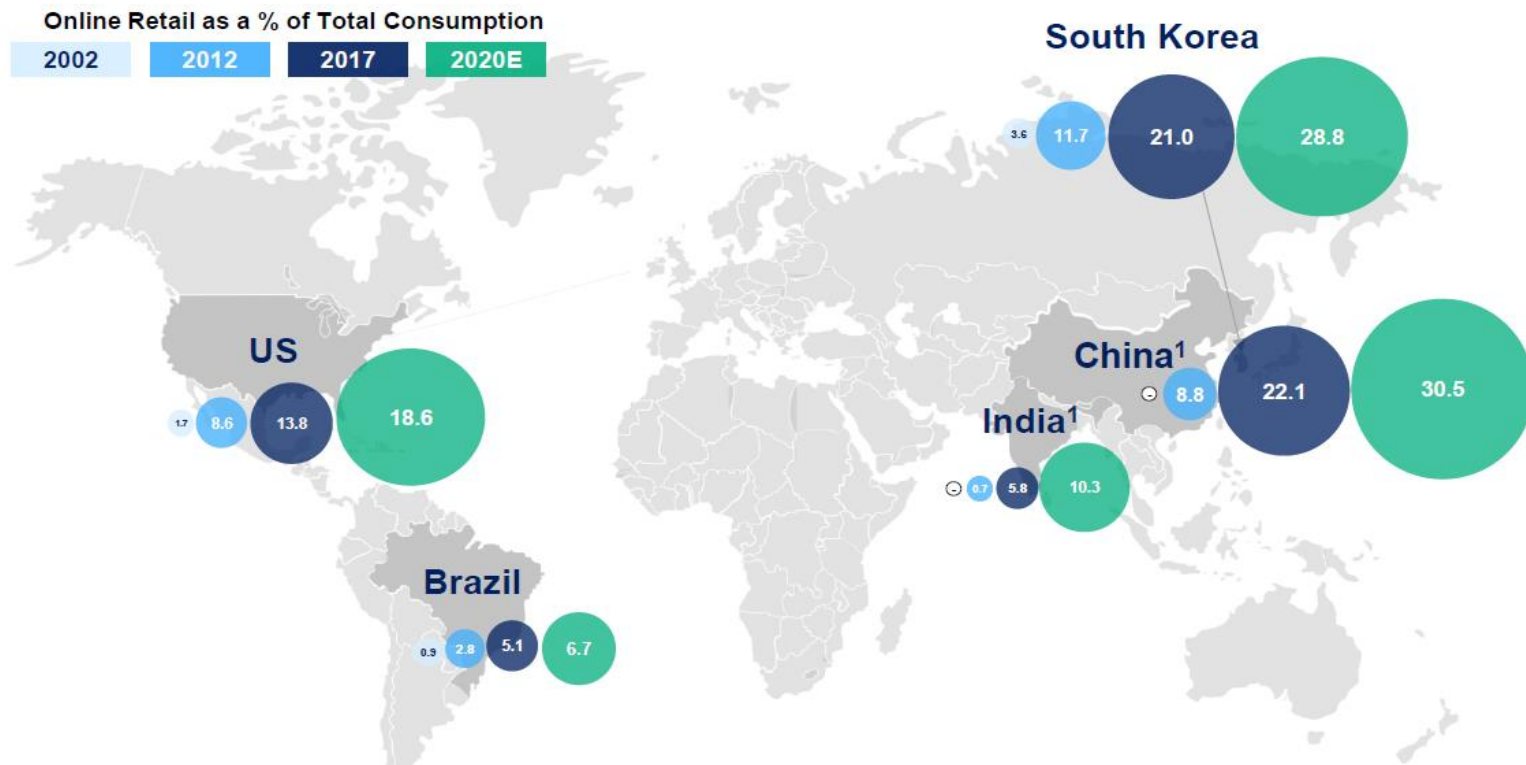 Online Retail as a % of Total Consumption
2002 2012 2017 2020E
South Korea
3.6 11.7 21.0 28.8
US
1.7 8.6 13.8 18.6
China¹
- 8.8 22.1 30.5
India¹
- 0.7 5.8 10.3
Brazil
0.9 2.8 5.1 6.7